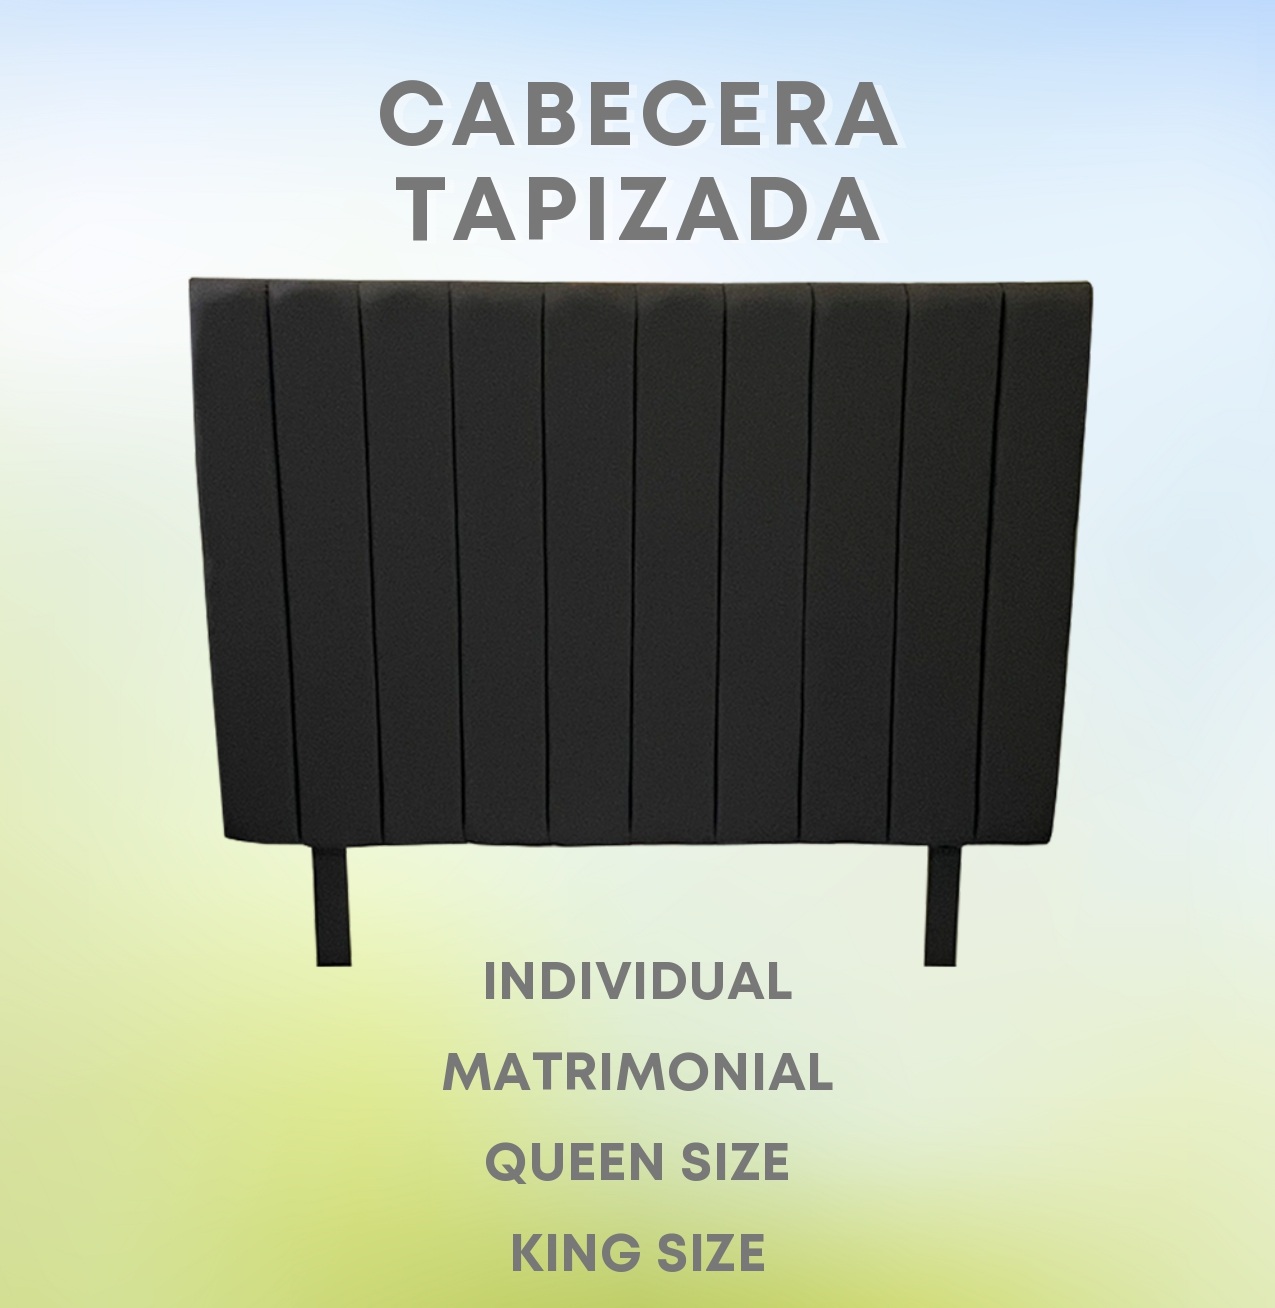 CABECERA
TAPIZADA
INDIVIDUAL
MATRIMONIAL
QUEEN SIZE
KING SIZE